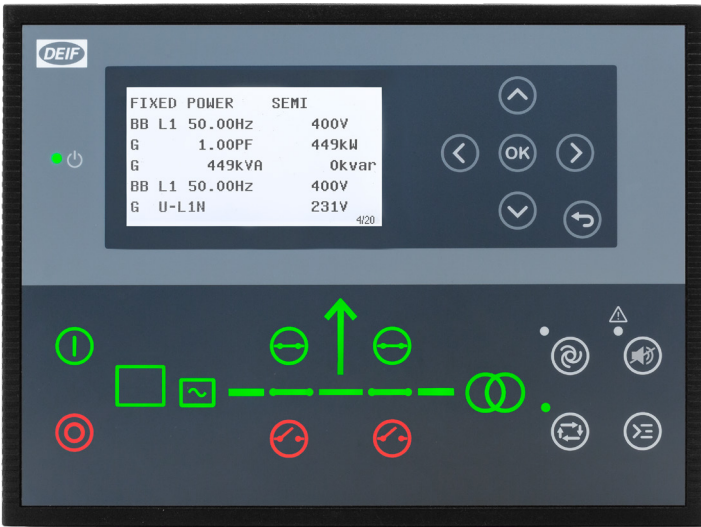 DEIF
FIXED POWER SEMI
BB L1 50.00Hz 400V
G 1.00PF 449kW
G 449kVA 0kvar
BB L1 50.00Hz 400V
G U-L1N 231V
4/20
OK